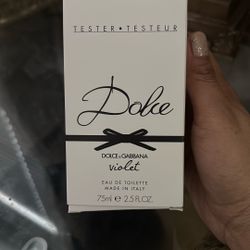 TESTER • TESTEUR
Dolce
DOLCE & GABBANA
violet
EAU DE TOILETTE
MADE IN ITALY
75ml ℮ 2.5 FL.OZ.